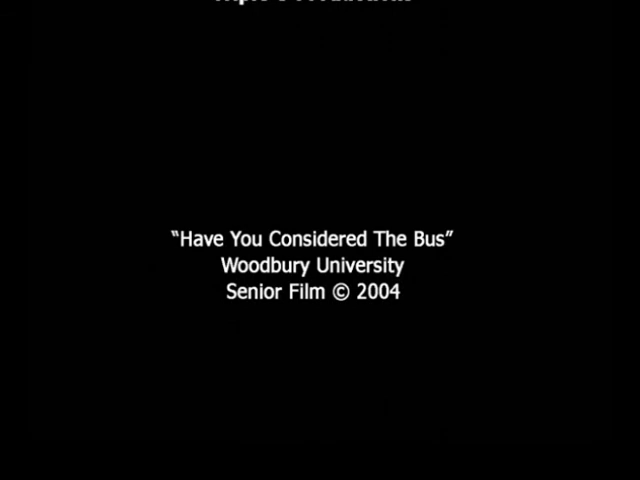 “Have You Considered The Bus”
Woodbury University
Senior Film © 2004